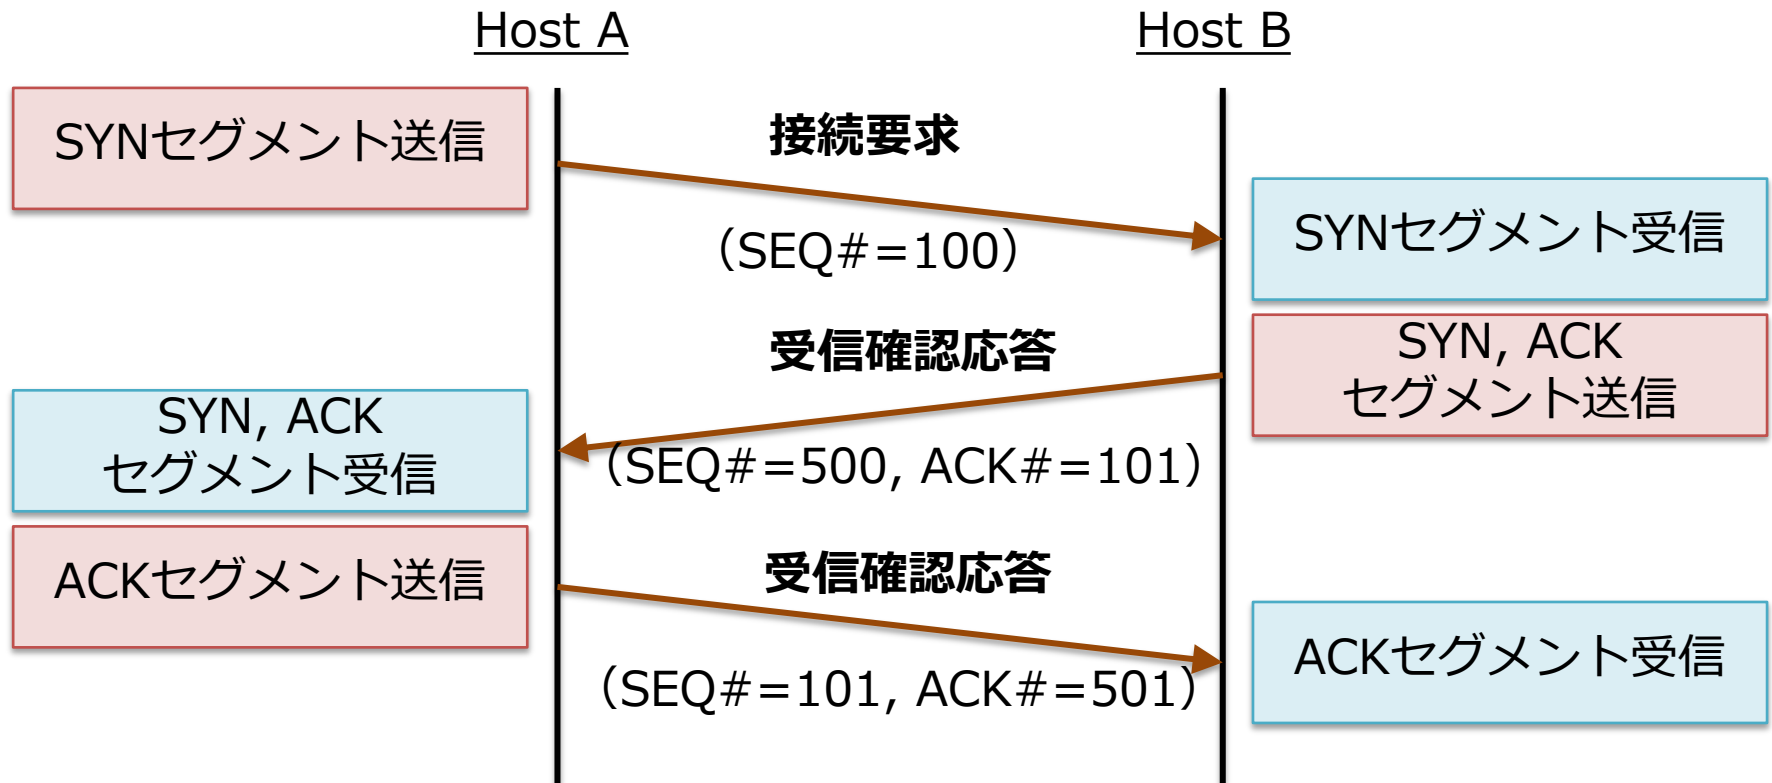 Host A
Host B
SYNセグメント送信
接続要求
(SEQ#=100)
SYNセグメント受信
受信確認応答
SYN, ACK
セグメント送信
SYN, ACK
セグメント受信
(SEQ#=500, ACK#=101)
ACKセグメント送信
受信確認応答
(SEQ#=101, ACK#=501)
ACKセグメント受信